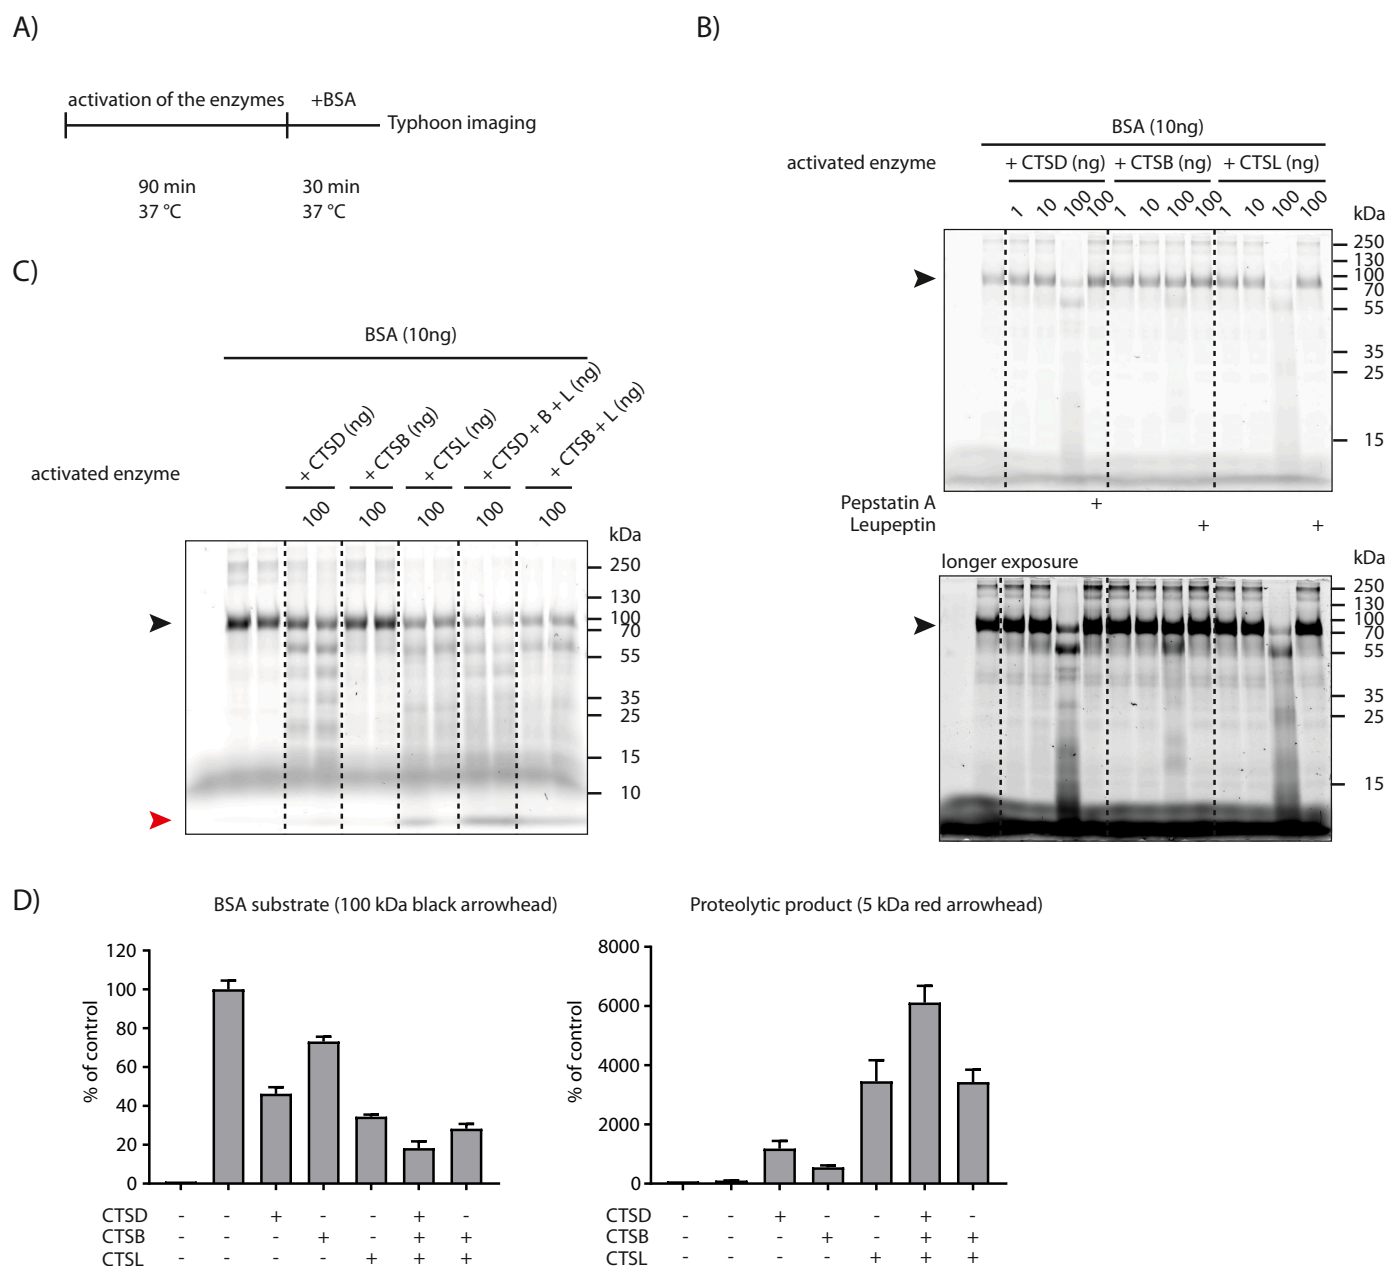 A)
activation of the enzymes +BSA
Typhoon imaging
90 min 30 min
37 °C 37 °C
B)
BSA (10ng)
activated enzyme + CTSD (ng) + CTSB (ng) + CTSL (ng)
1 10 100 100 1 10 100 100 1 10 100 100
kDa
250
130
100
70
55
35
25
15
Pepstatin A +
Leupeptin + +
longer exposure
kDa
250
130
100
70
55
35
25
15
C)
BSA (10ng)
+ CTSD (ng) + CTSB (ng) + CTSL (ng) + CTSD + B + L (ng) + CTSB + L (ng)
activated enzyme
100 100 100 100 100
kDa
250
130
100
70
55
35
25
15
10
D)
BSA substrate (100 kDa black arrowhead)
% of control
120
100
80
60
40
20
0
CTSD - - + - - + -
CTSB - - - + - + +
CTSL - - - - + + +
Proteolytic product (5 kDa red arrowhead)
% of control
8000
6000
4000
2000
0
CTSD - - + - - + -
CTSB - - - + - + +
CTSL - - - - + + +